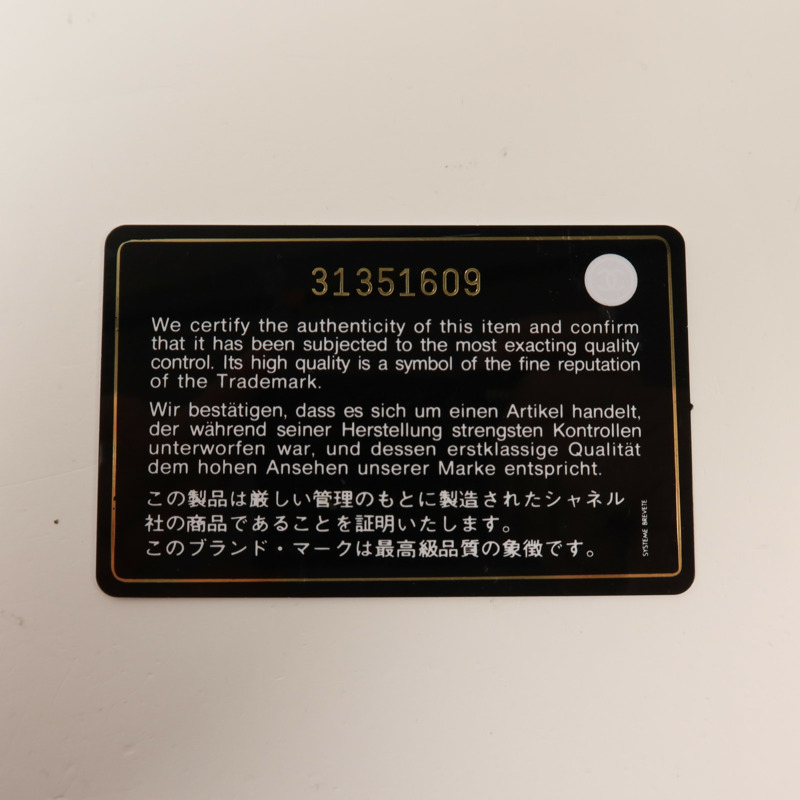 31351609
We certify the authenticity of this item and confirm
that it has been subjected to the most exacting quality
control. Its high quality is a symbol of the fine reputation
of the Trademark.
Wir bestätigen, dass es sich um einen Artikel handelt,
der während seiner Herstellung strengsten Kontrollen
unterworfen war, und dessen erstklassige Qualität
dem hohen Ansehen unserer Marke entspricht.
この製品は厳しい管理のもとに製造されたシャネル
社の商品であることを証明いたします。
このブランド・マークは最高級品質の象徴です。
SYSTEME BREVETE